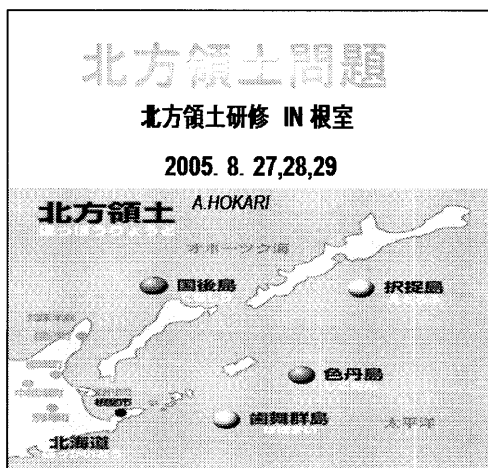 北方領土問題
北方領土研修 IN 根室
2005. 8. 27,28,29
A.HOKARI
北方領土
オホーツク海
国後島
択捉島
色丹島
根室市
歯舞群島
太平洋
北海道